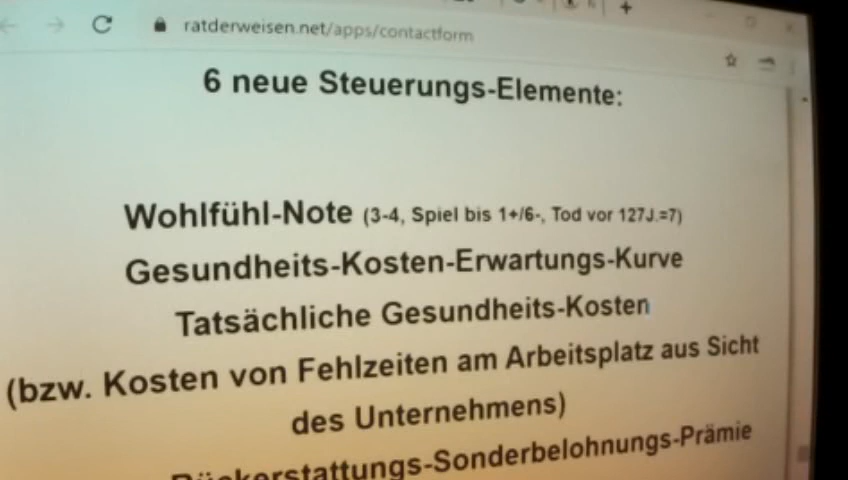 ratderweisen.net/apps/contactform
6 neue Steuerungs-Elemente:
Wohlfühl-Note (3-4, Spiel bis 1+/6-, Tod vor 127J.=7)
Gesundheits-Kosten-Erwartungs-Kurve
Tatsächliche Gesundheits-Kosten
(bzw. Kosten von Fehlzeiten am Arbeitsplatz aus Sicht
des Unternehmens)
Rückerstattungs-Sonderbelohnungs-Prämie